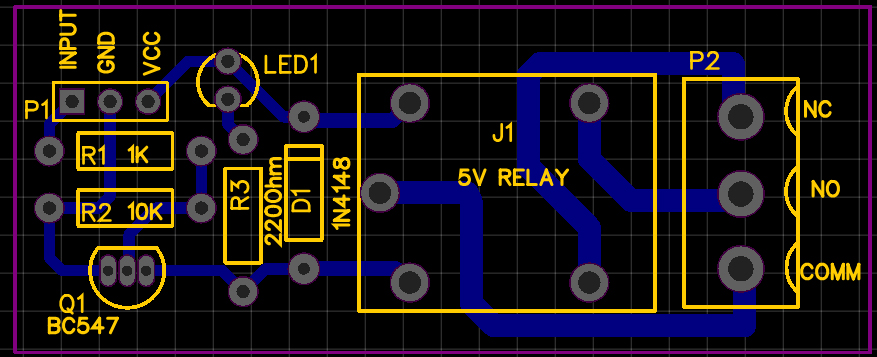 INPUT
GND
VCC
LED1
P1
R1 1K
R2 10K
Q1
BC547
R3
220Ohm
D1
1N4148
J1
5V RELAY
P2
NC
NO
COMM